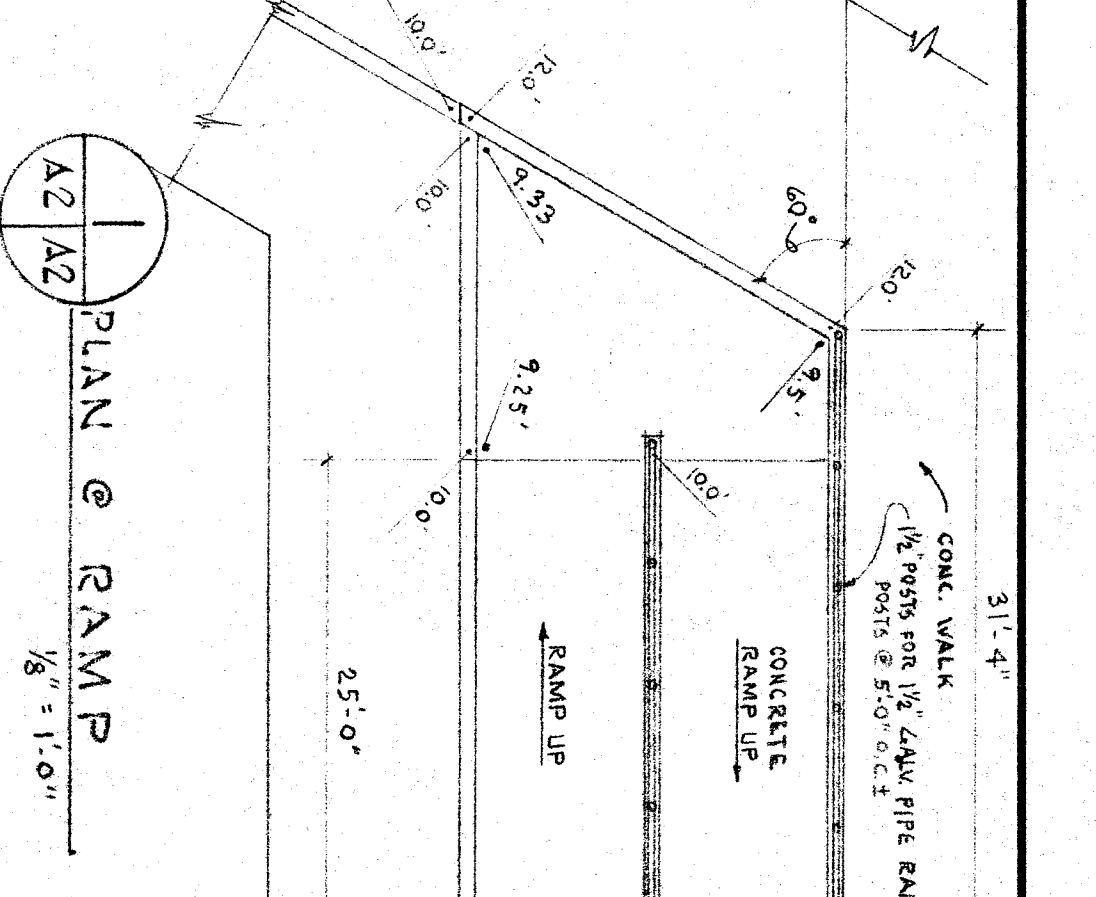 31'-4"
CONC. WALK
1½" POSTS FOR 1½" GALV. PIPE
POSTS @ 5'-0" O.C. ±
12.0'
60°
9.5'
CONCRETE
RAMP UP
10.0'
12.0'
9.33
RAMP UP
9.25'
10.0'
10.0'
10.0'
25'-0"
1
A2
A2
PLAN @ RAMP
1/8" = 1'-0"